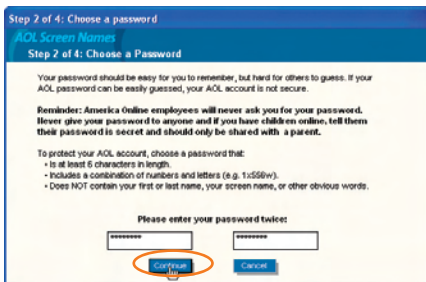 Step 2 of 4: Choose a password
AOL Screen Names
Step 2 of 4: Choose a Password
Your password should be easy for you to remember, but hard for others to guess. If your
AOL password can be easily guessed, your AOL account is not secure.
Reminder: America Online employees will never ask you for your password.
Never give your password to anyone and if you have children online, tell them
their password is secret and should only be shared with a parent.
To protect your AOL account, choose a password that:
• Is at least 6 characters in length.
• Includes a combination of numbers and letters (e.g. 1x556w).
• Does NOT contain your first or last name, your screen name, or other obvious words.
Please enter your password twice:
******** ********
Continue Cancel